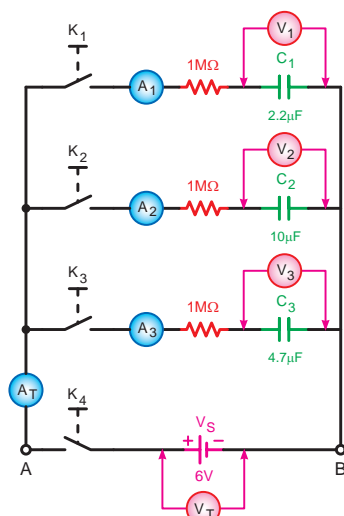 K1
V1
A1
1MΩ
C1
2.2µF
K2
V2
A2
1MΩ
C2
10µF
K3
V3
A3
1MΩ
C3
4.7µF
AT
K4
VS
+ −
A
B
6V
VT